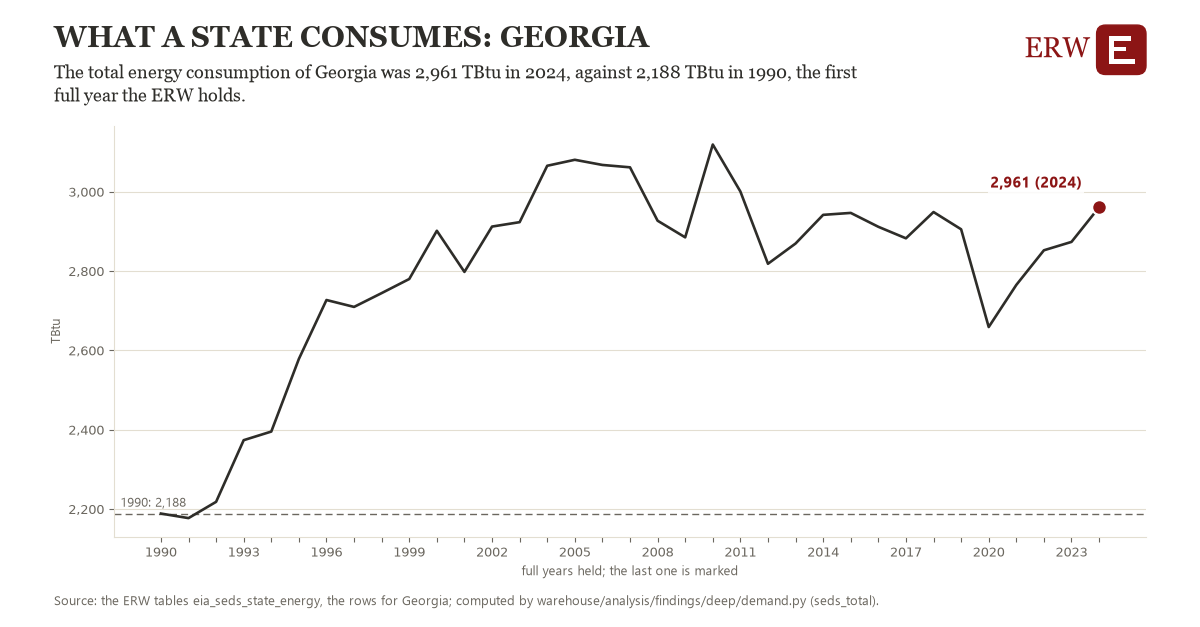 WHAT A STATE CONSUMES: GEORGIA
ERW E
The total energy consumption of Georgia was 2,961 TBtu in 2024, against 2,188 TBtu in 1990, the first
full year the ERW holds.
2,961 (2024)
3,000
2,800
TBtu
2,600
2,400
1990: 2,188
2,200
1990 1993 1996 1999 2002 2005 2008 2011 2014 2017 2020 2023
full years held; the last one is marked
Source: the ERW tables eia_seds_state_energy, the rows for Georgia; computed by warehouse/analysis/findings/deep/demand.py (seds_total).